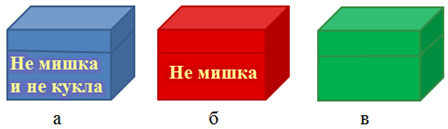 Не мишка
и не кукла
Не мишка
а
б
в